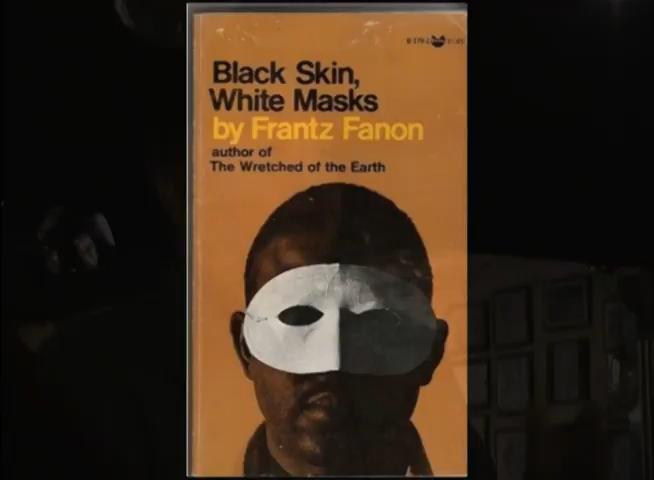 Black Skin,
White Masks
by Frantz Fanon
author of
The Wretched of the Earth